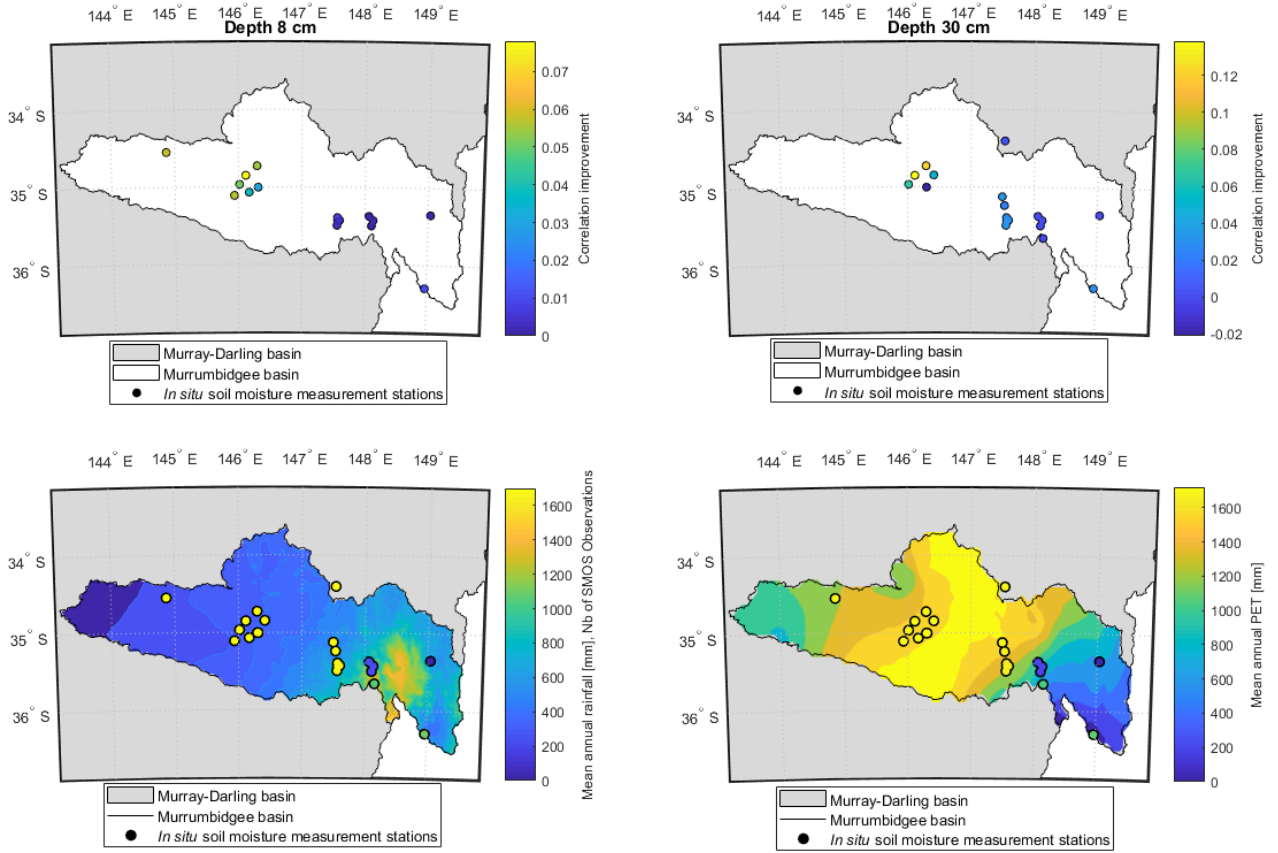 144° E 145° E 146° E 147° E 148° E 149° E
Depth 8 cm
34° S
35° S
36° S
0.07
0.06
0.05
0.04
0.03
0.02
0.01
0
Correlation improvement
Murray-Darling basin
Murrumbidgee basin
In situ soil moisture measurement stations
144° E 145° E 146° E 147° E 148° E 149° E
Depth 30 cm
34° S
35° S
36° S
0.12
0.1
0.08
0.06
0.04
0.02
0
-0.02
Correlation improvement
Murray-Darling basin
Murrumbidgee basin
In situ soil moisture measurement stations
144° E 145° E 146° E 147° E 148° E 149° E
34° S
35° S
36° S
1600
1400
1200
1000
800
600
400
200
0
Mean annual rainfall [mm], Nb of SMOS Observations
Murray-Darling basin
Murrumbidgee basin
In situ soil moisture measurement stations
144° E 145° E 146° E 147° E 148° E 149° E
34° S
35° S
36° S
1600
1400
1200
1000
800
600
400
200
0
Mean annual PET [mm]
Murray-Darling basin
Murrumbidgee basin
In situ soil moisture measurement stations